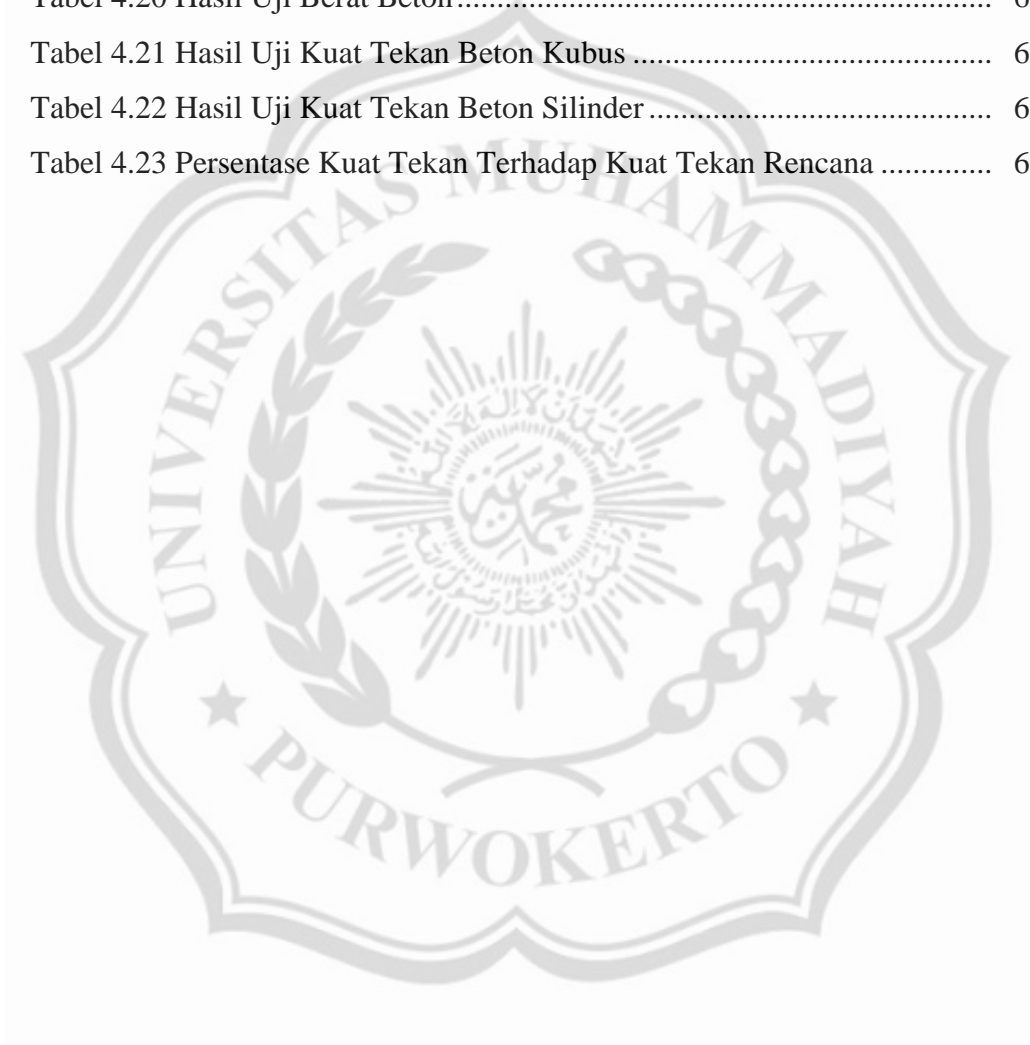 Tabel 4.20 Hasil Uji Berat Beton ................................................................. 6
Tabel 4.21 Hasil Uji Kuat Tekan Beton Kubus ............................................ 6
Tabel 4.22 Hasil Uji Kuat Tekan Beton Silinder .......................................... 6
Tabel 4.23 Persentase Kuat Tekan Terhadap Kuat Tekan Rencana .............. 6
UNIVERSITAS MUHAMMADIYAH
PURWOKERTO